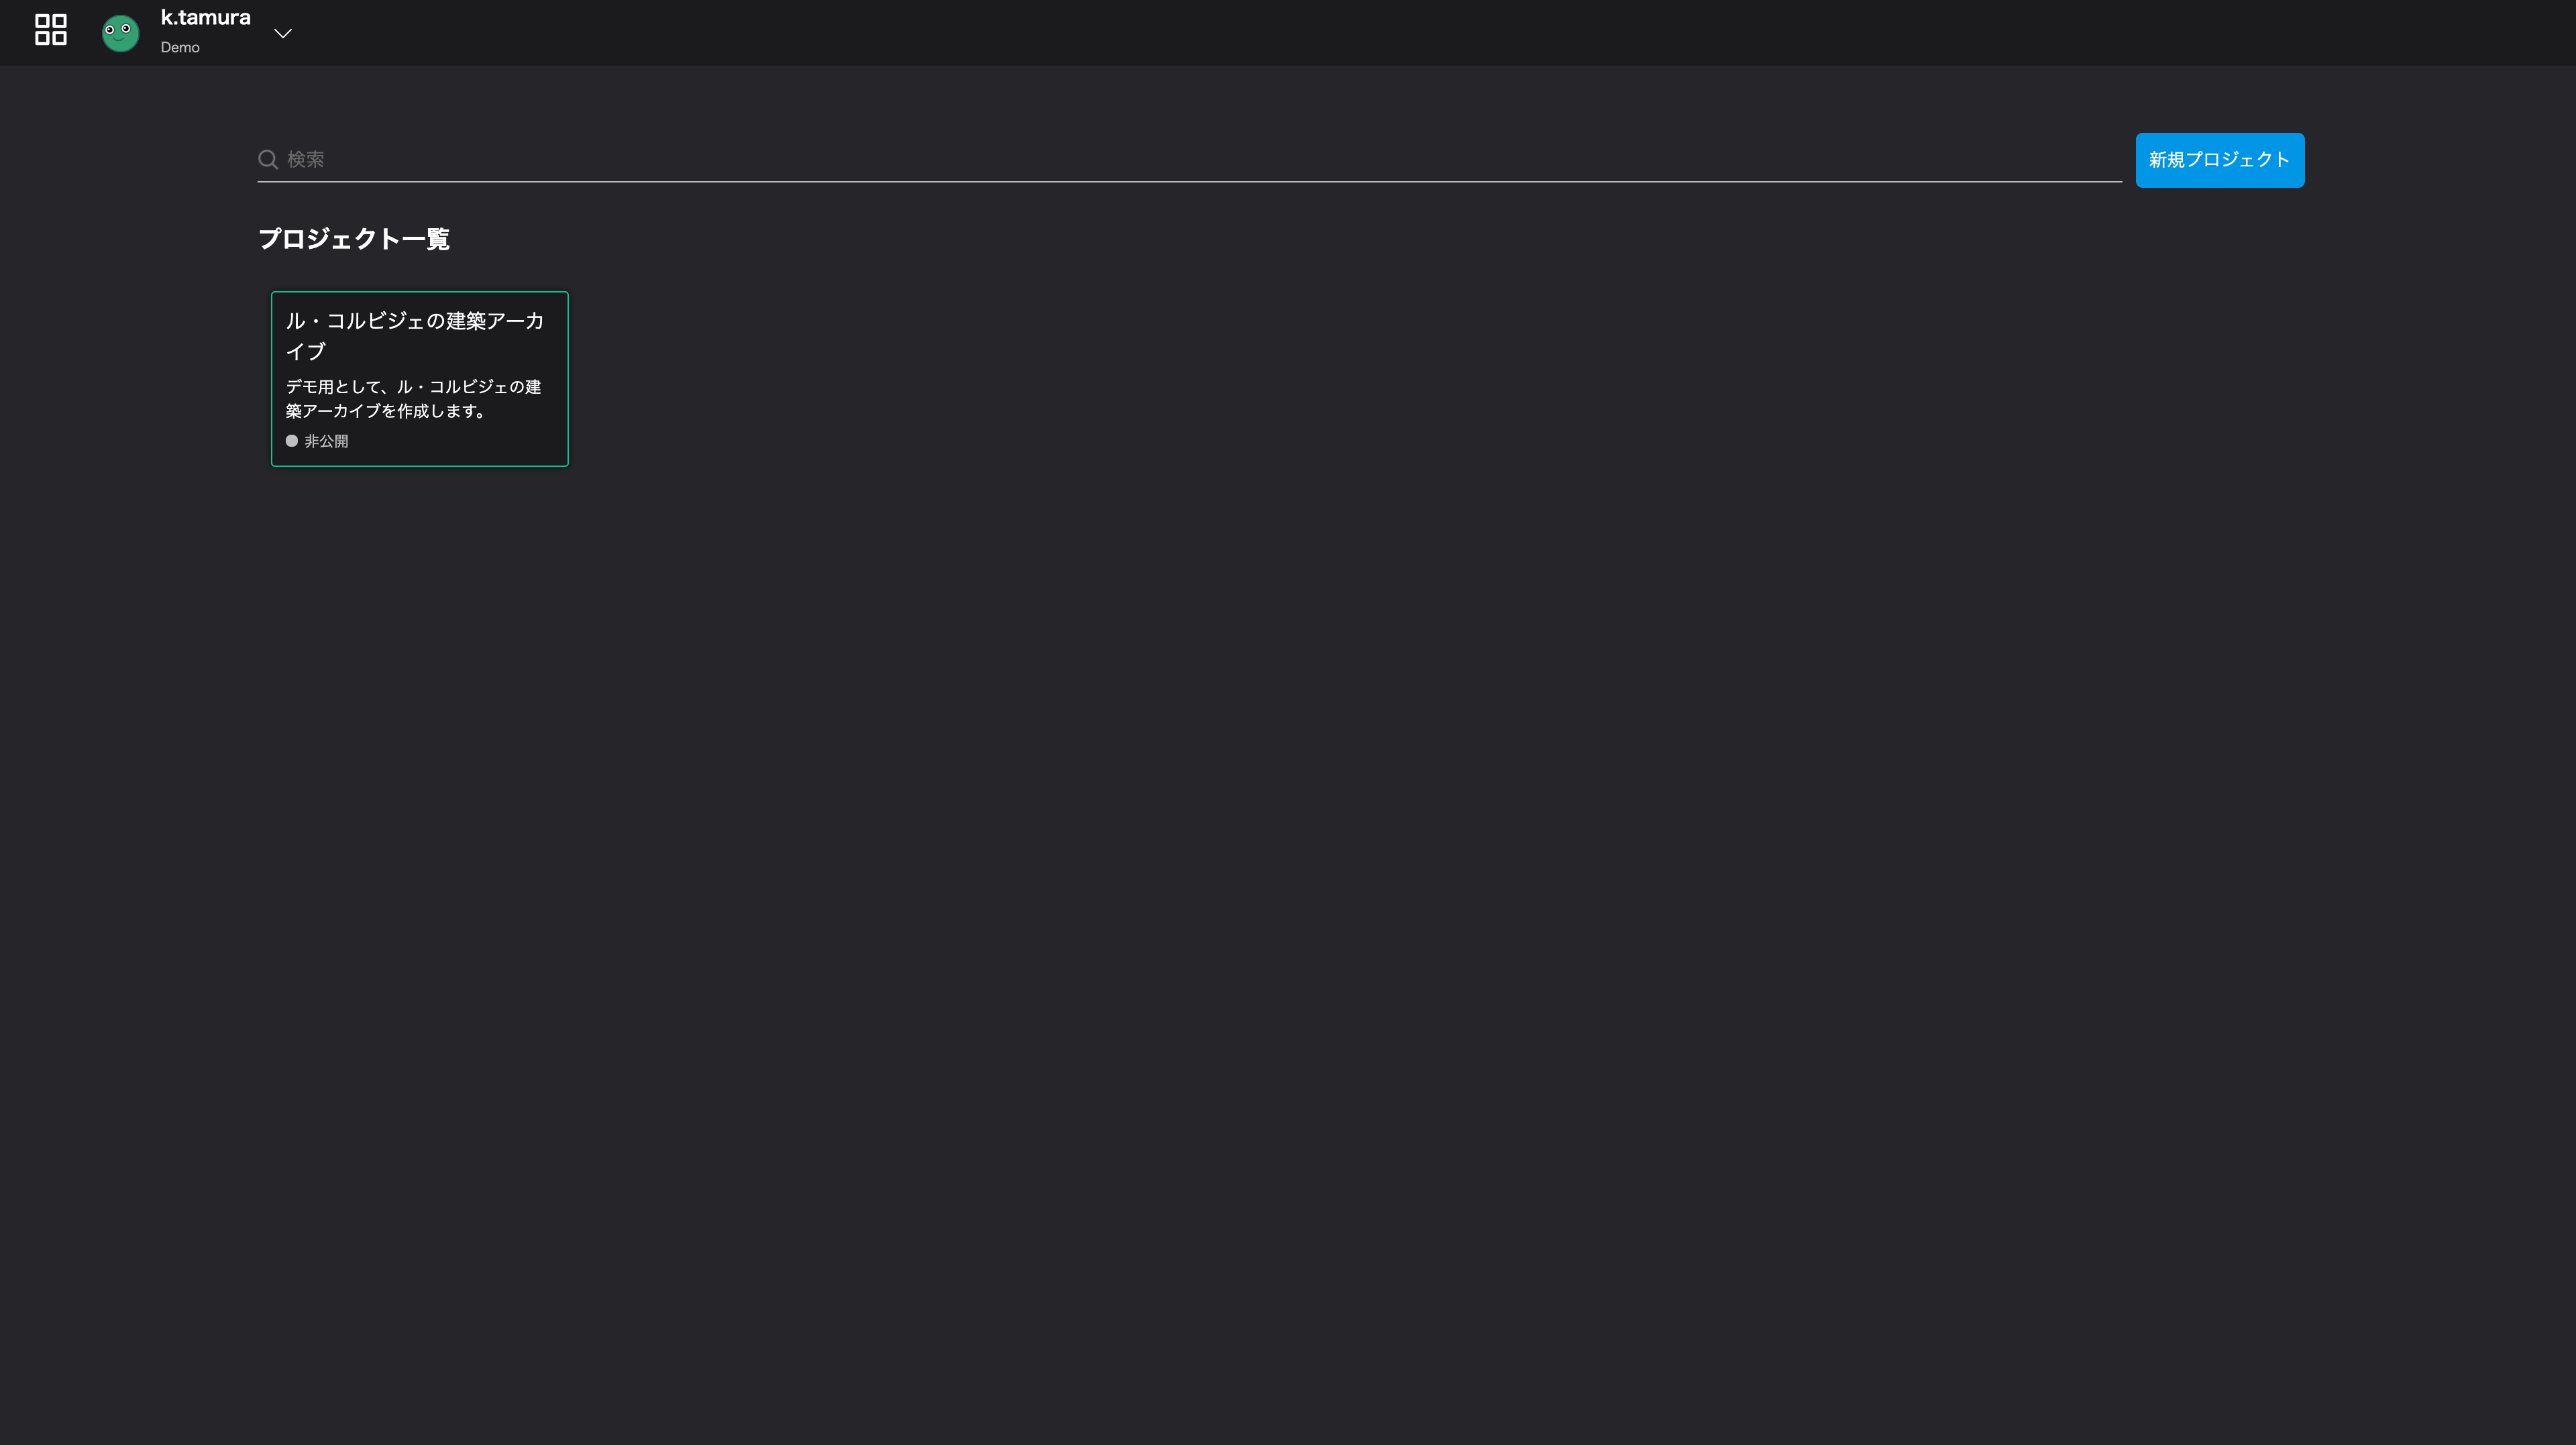 k.tamura
Demo
検索
新規プロジェクト
プロジェクト一覧
ル・コルビジェの建築アーカ
イブ
デモ用として、ル・コルビジェの建
築アーカイブを作成します。
非公開